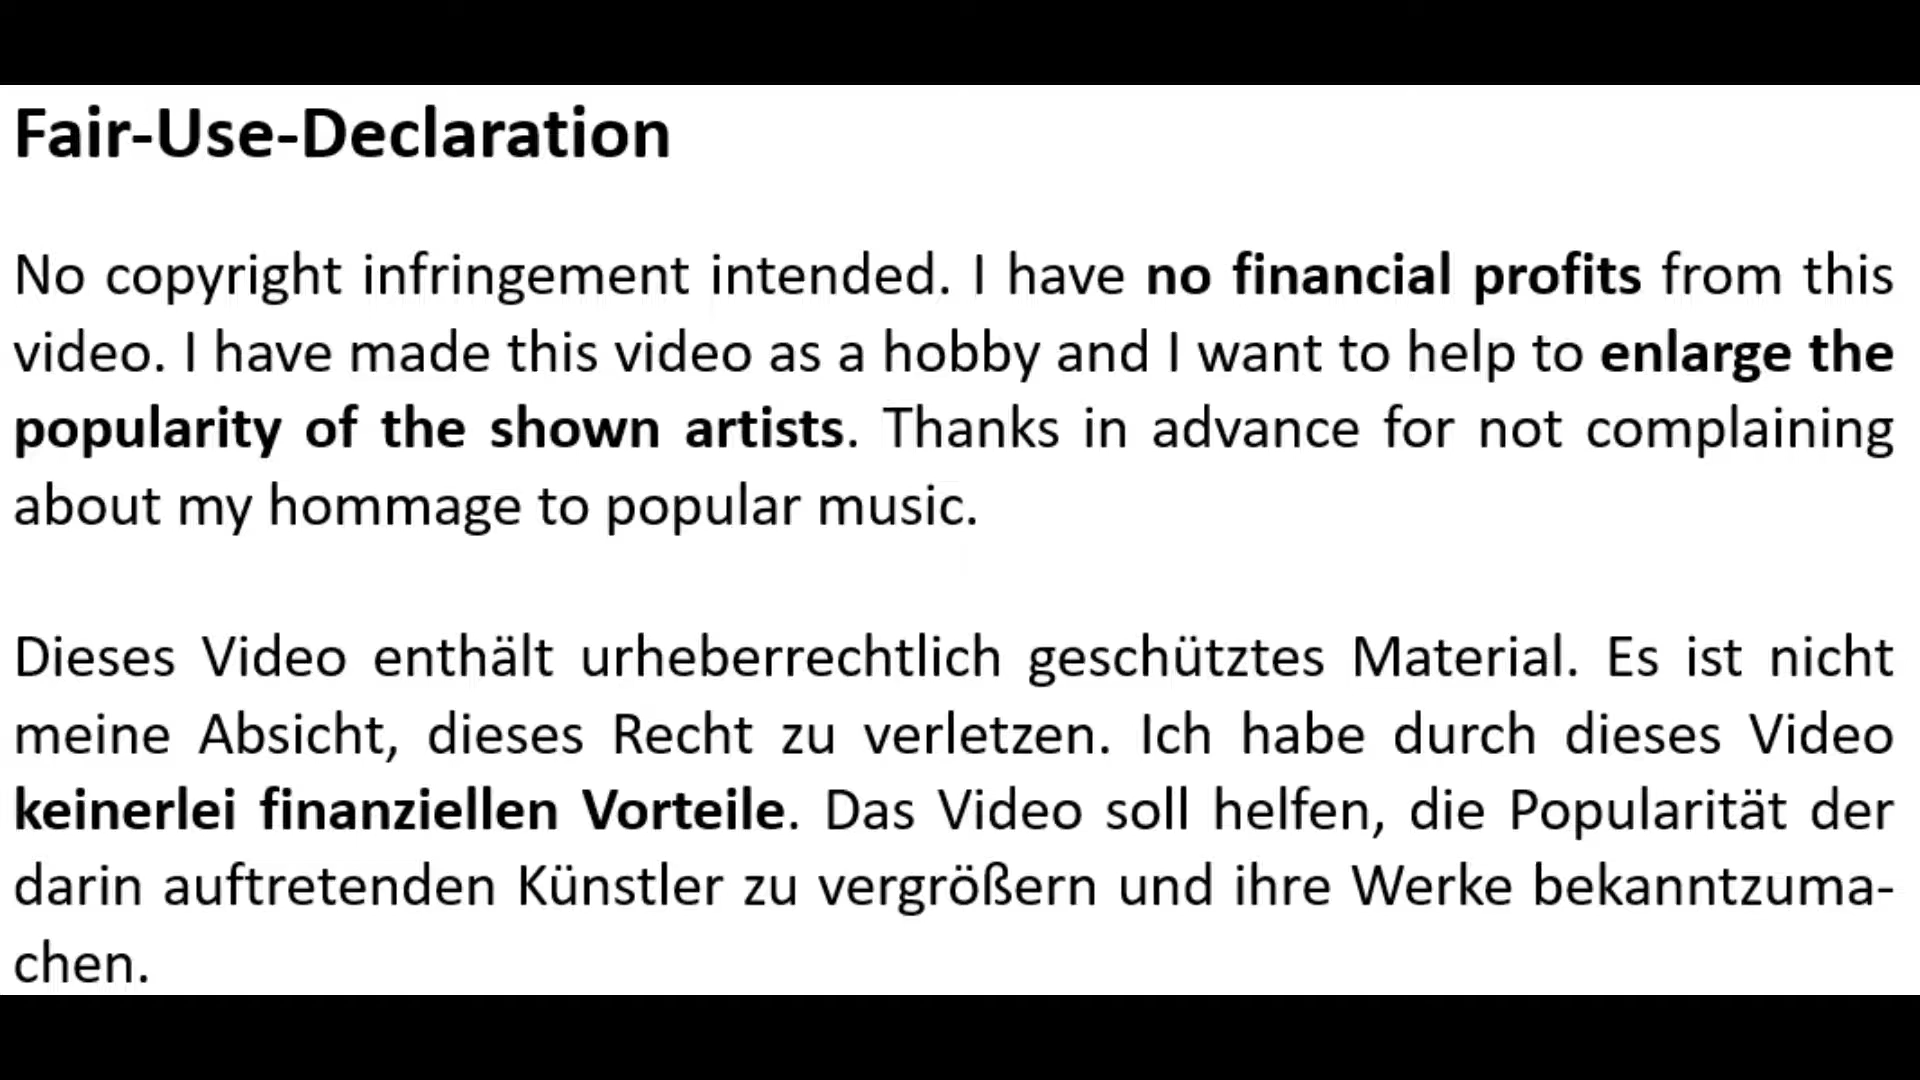 Fair-Use-Declaration
No copyright infringement intended. I have no financial profits from this
video. I have made this video as a hobby and I want to help to enlarge the
popularity of the shown artists. Thanks in advance for not complaining
about my hommage to popular music.
Dieses Video enthält urheberrechtlich geschütztes Material. Es ist nicht
meine Absicht, dieses Recht zu verletzen. Ich habe durch dieses Video
keinerlei finanziellen Vorteile. Das Video soll helfen, die Popularität der
darin auftretenden Künstler zu vergrößern und ihre Werke bekanntzuma-
chen.